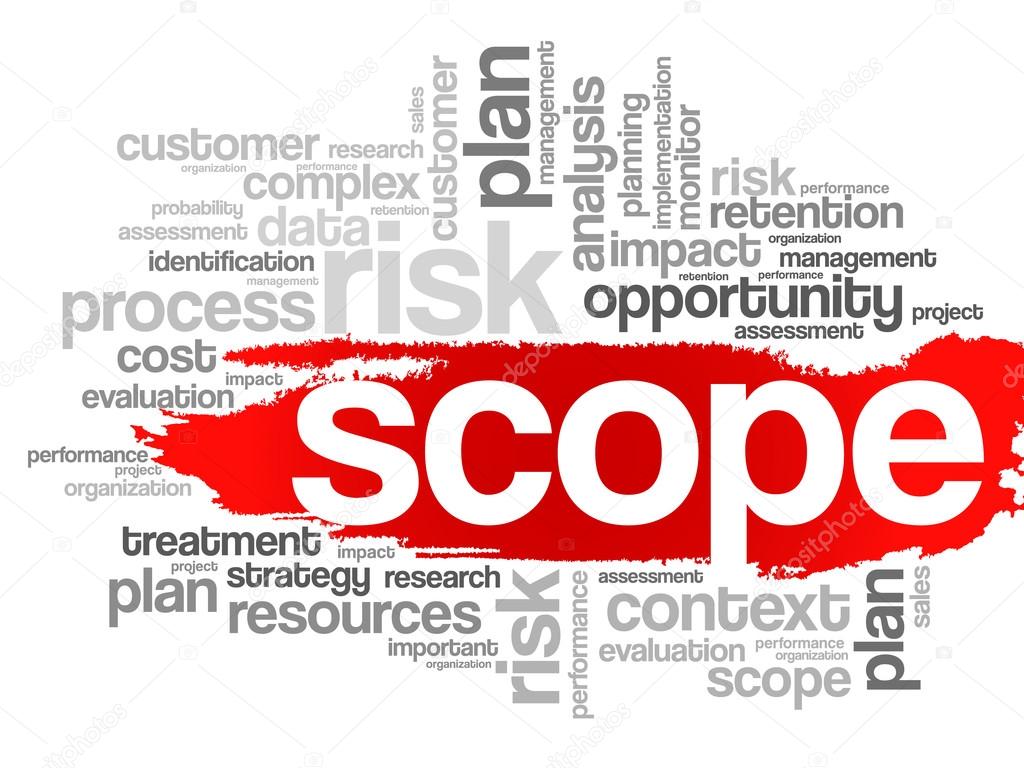 plan
management
customer
sales
analysis
planning
implementation
monitor
customer
research
organization
performance
complex
retention
probability
assessment
data
identification
management
risk
process
risk
performance
retention
impact
organization
management
retention
performance
opportunity
project
assessment
cost
impact
evaluation
scope
performance
project
organization
treatment
impact
project
plan
strategy
research
resources
important
organization
risk
performance
assessment
context
evaluation
performance
organization
scope
plan
sales
depositphotos